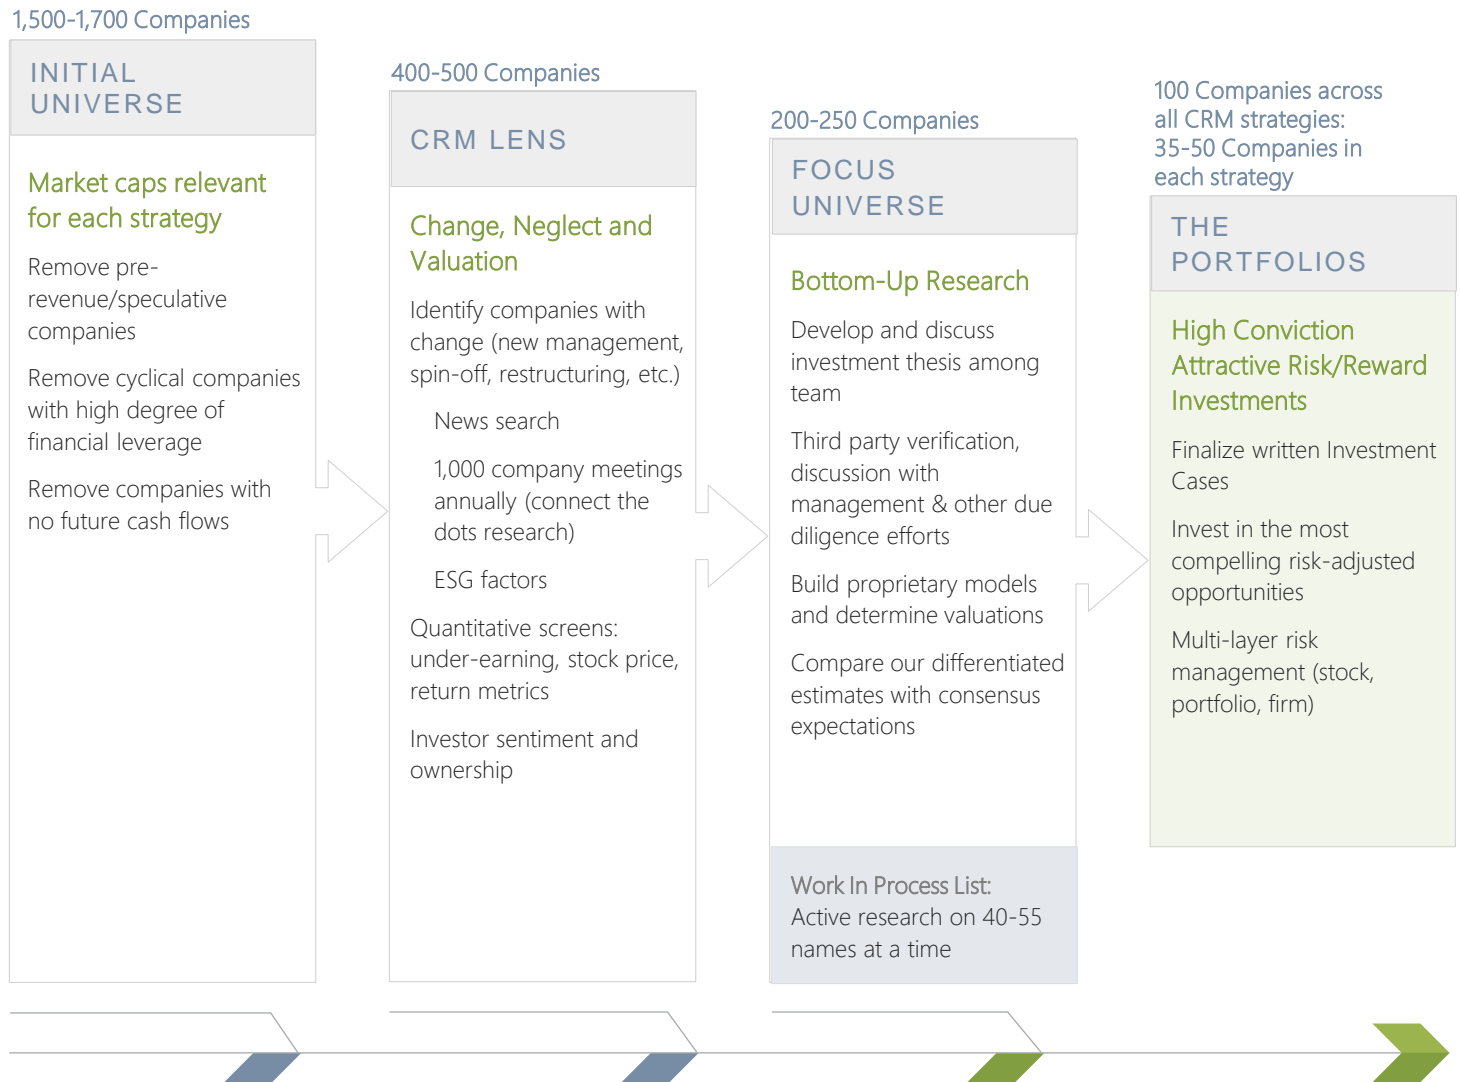 1,500-1,700 Companies
INITIAL
UNIVERSE
Market caps relevant
for each strategy
Remove pre-
revenue/speculative
companies
Remove cyclical companies
with high degree of
financial leverage
Remove companies with
no future cash flows
400-500 Companies
CRM LENS
Change, Neglect and
Valuation
Identify companies with
change (new management,
spin-off, restructuring, etc.)
News search
1,000 company meetings
annually (connect the
dots research)
ESG factors
Quantitative screens:
under-earning, stock price,
return metrics
Investor sentiment and
ownership
200-250 Companies
FOCUS
UNIVERSE
Bottom-Up Research
Develop and discuss
investment thesis among
team
Third party verification,
discussion with
management & other due
diligence efforts
Build proprietary models
and determine valuations
Compare our differentiated
estimates with consensus
expectations
Work In Process List:
Active research on 40-55
names at a time
100 Companies across
all CRM strategies:
35-50 Companies in
each strategy
THE
PORTFOLIOS
High Conviction
Attractive Risk/Reward
Investments
Finalize written Investment
Cases
Invest in the most
compelling risk-adjusted
opportunities
Multi-layer risk
management (stock,
portfolio, firm)